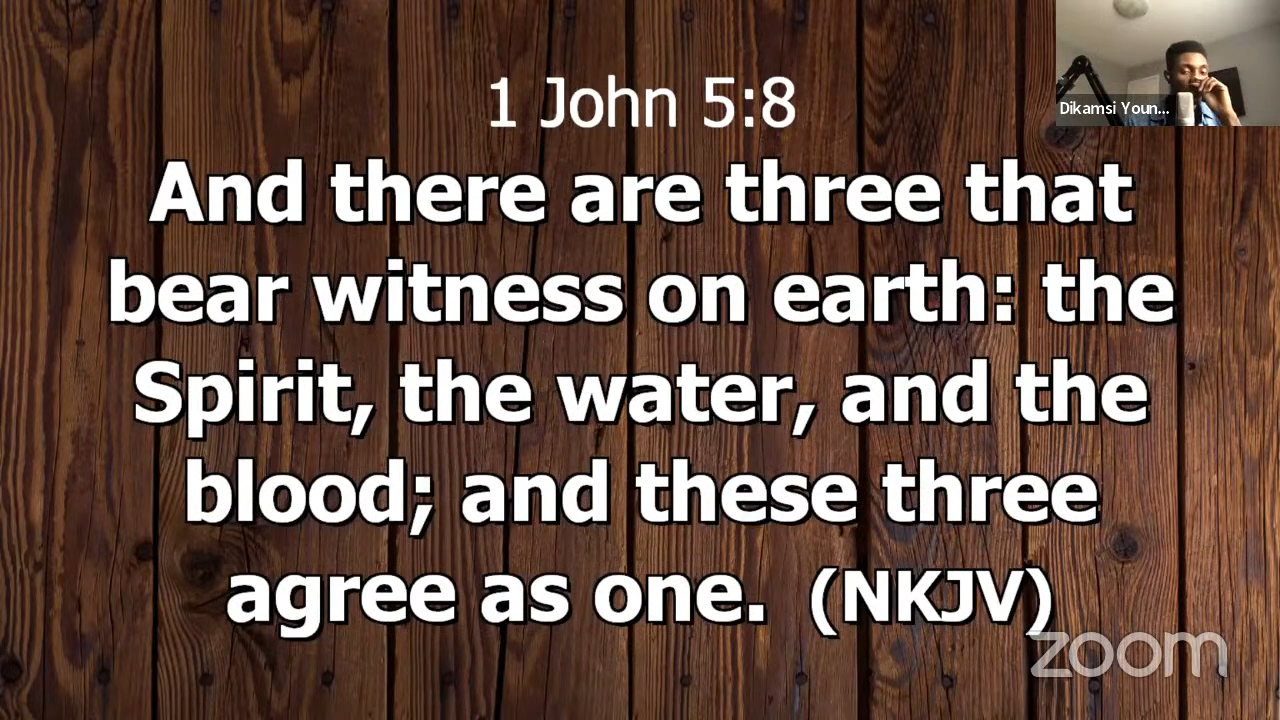 1 John 5:8
And there are three that
bear witness on earth: the
Spirit, the water, and the
blood; and these three
agree as one. (NKJV)
Dikamsi Youn...
zoom